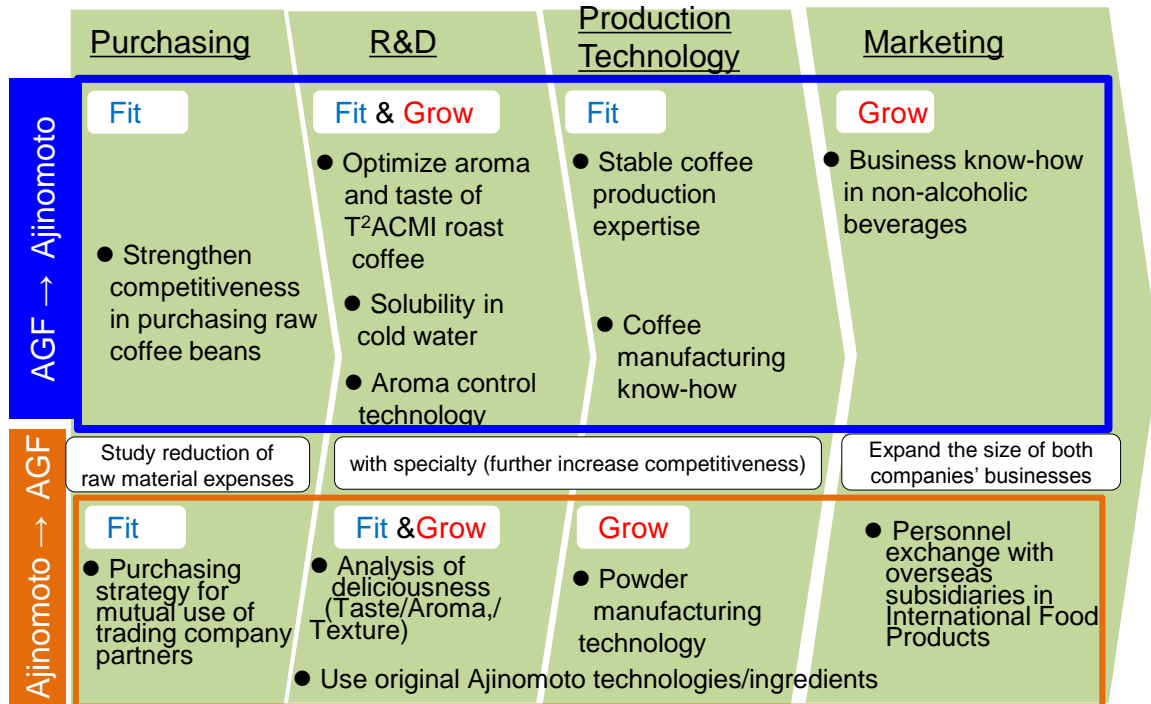 Purchasing
R&D
Production
Technology
Marketing
AGF → Ajinomoto
Fit
● Strengthen
competitiveness
in purchasing raw
coffee beans
Fit & Grow
● Optimize aroma
and taste of
T²ACMI roast
coffee
● Solubility in
cold water
● Aroma control
technology
Fit
● Stable coffee
production
expertise
● Coffee
manufacturing
know-how
Grow
● Business know-how
in non-alcoholic
beverages
Study reduction of
raw material expenses
with specialty (further increase competitiveness)
Expand the size of both
companies’ businesses
Ajinomoto → AGF
Fit
● Purchasing
strategy for
mutual use of
trading company
partners
Fit &Grow
● Analysis of
deliciousness
(Taste/Aroma,/
Texture)
Grow
● Powder
manufacturing
technology
● Use original Ajinomoto technologies/ingredients
● Personnel
exchange with
overseas
subsidiaries in
International Food
Products